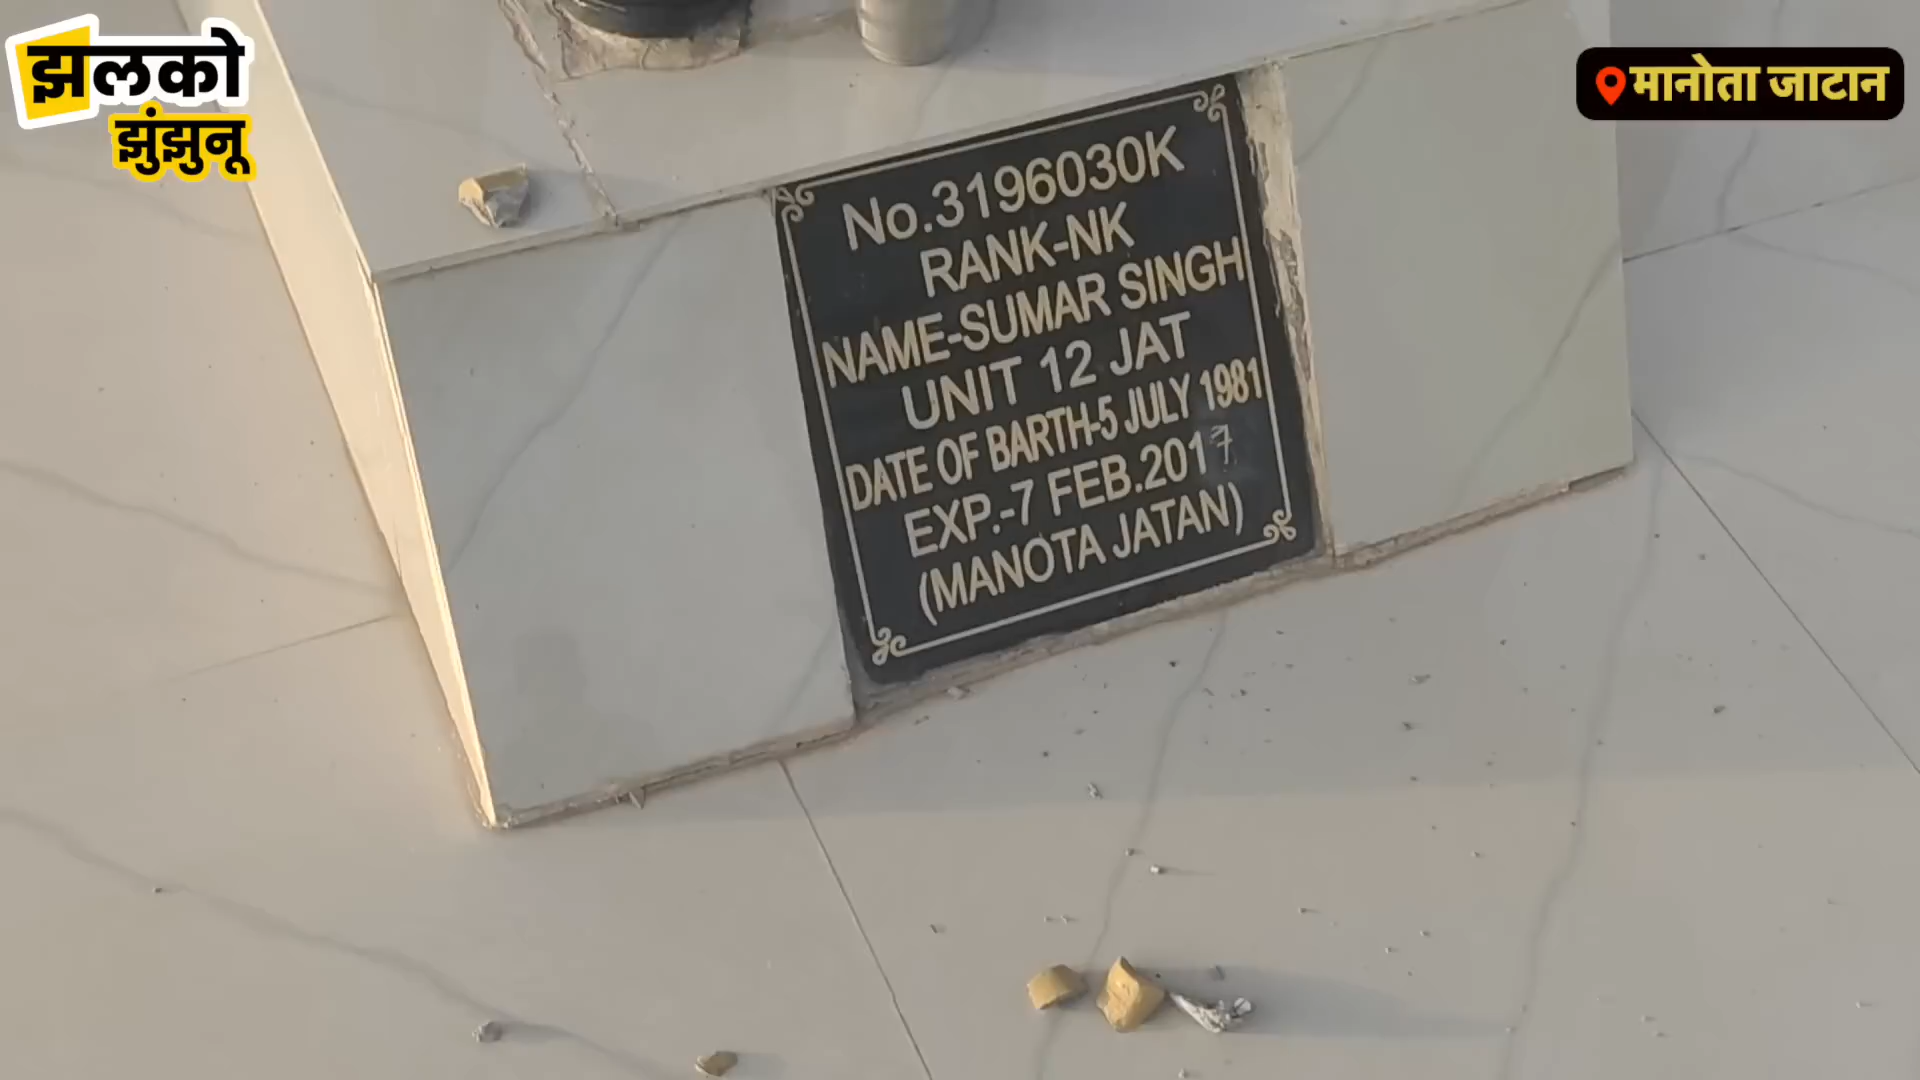 झलको
झुंझुनू
मानोता जाटान
No.3196030K
RANK-NK
NAME-SUMAR SINGH
UNIT 12 JAT
DATE OF BARTH-5 JULY 1981
EXP.-7 FEB.2017
(MANOTA JATAN)